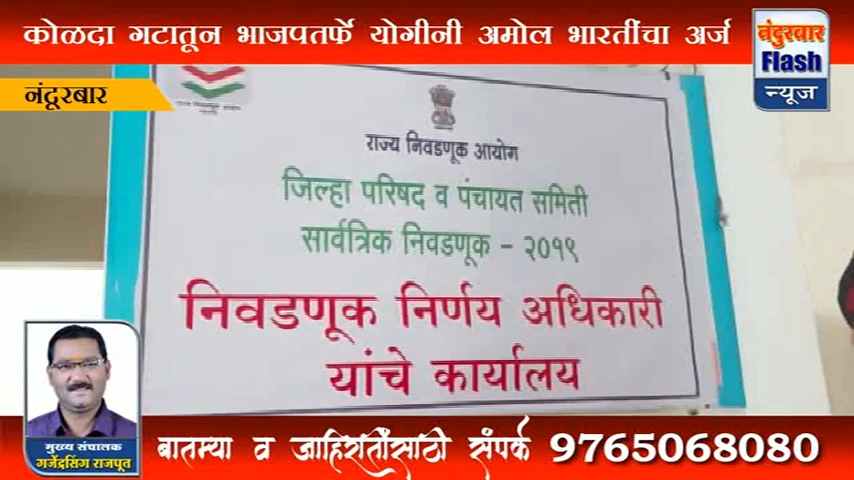 कोळदा गटातून भाजपतर्फे योगीनी अमोल भारतींचा अर्ज
नंदुरबार
Flash
न्यूज
नंदूरबार
राज्य निवडणूक आयोग
जिल्हा परिषद व पंचायत समिती
सार्वत्रिक निवडणूक - २०१९
निवडणूक निर्णय अधिकारी
यांचे कार्यालय
मुख्य संचालक
गजेंद्रसिंग राजपूत
बातम्या व जाहिरातींसाठी संपर्क 9765068080